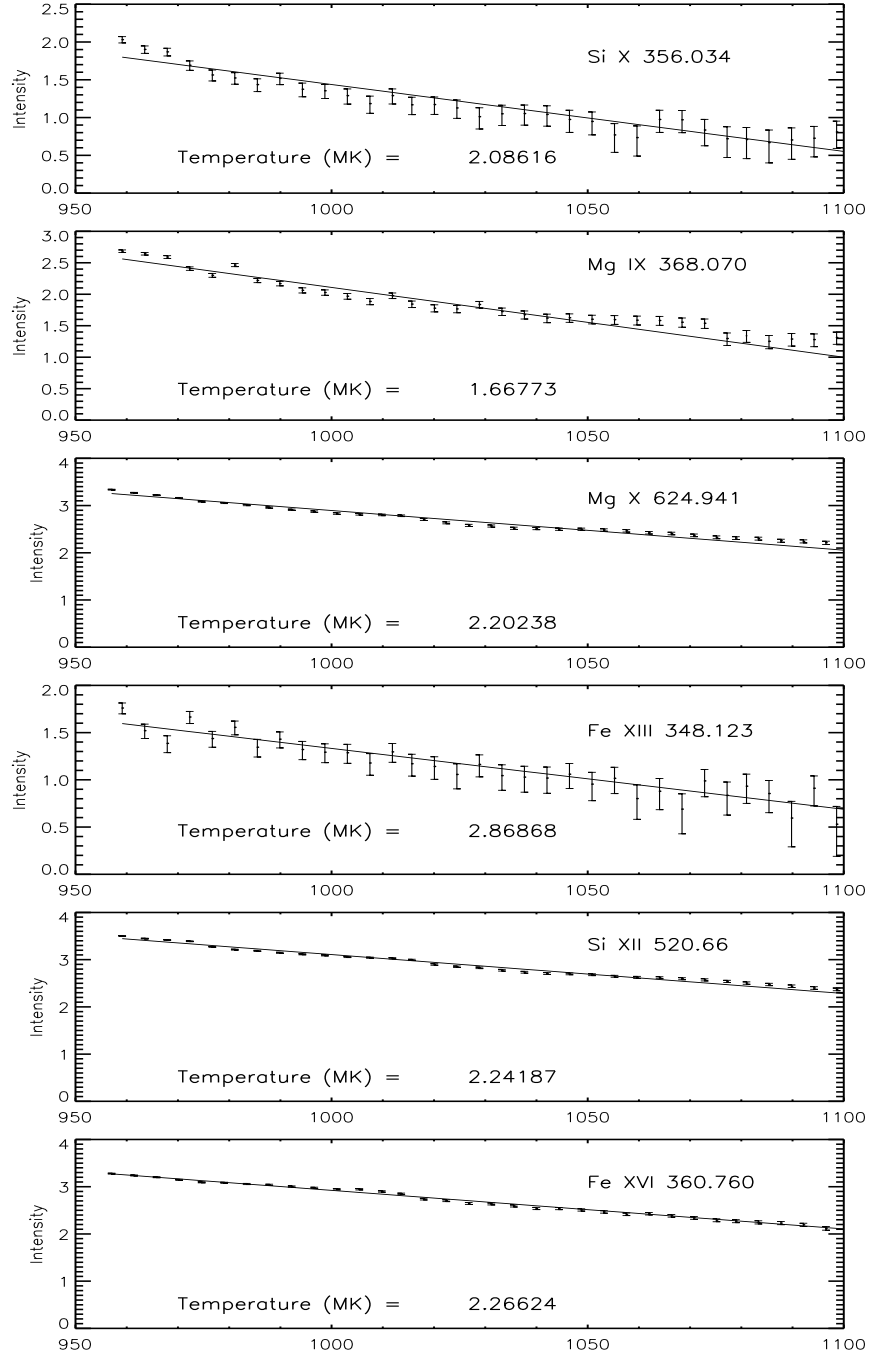 2.5
2.0
1.5
1.0
0.5
0.0
Intensity
Si X 356.034
Temperature (MK) = 2.08616
950 1000 1050 1100
3.0
2.5
2.0
1.5
1.0
0.5
0.0
Intensity
Mg IX 368.070
Temperature (MK) = 1.66773
950 1000 1050 1100
4
3
2
1
0
Intensity
Mg X 624.941
Temperature (MK) = 2.20238
950 1000 1050 1100
2.0
1.5
1.0
0.5
0.0
Intensity
Fe XIII 348.123
Temperature (MK) = 2.86868
950 1000 1050 1100
4
3
2
1
0
Intensity
Si XII 520.66
Temperature (MK) = 2.24187
950 1000 1050 1100
4
3
2
1
0
Intensity
Fe XVI 360.760
Temperature (MK) = 2.26624
950 1000 1050 1100